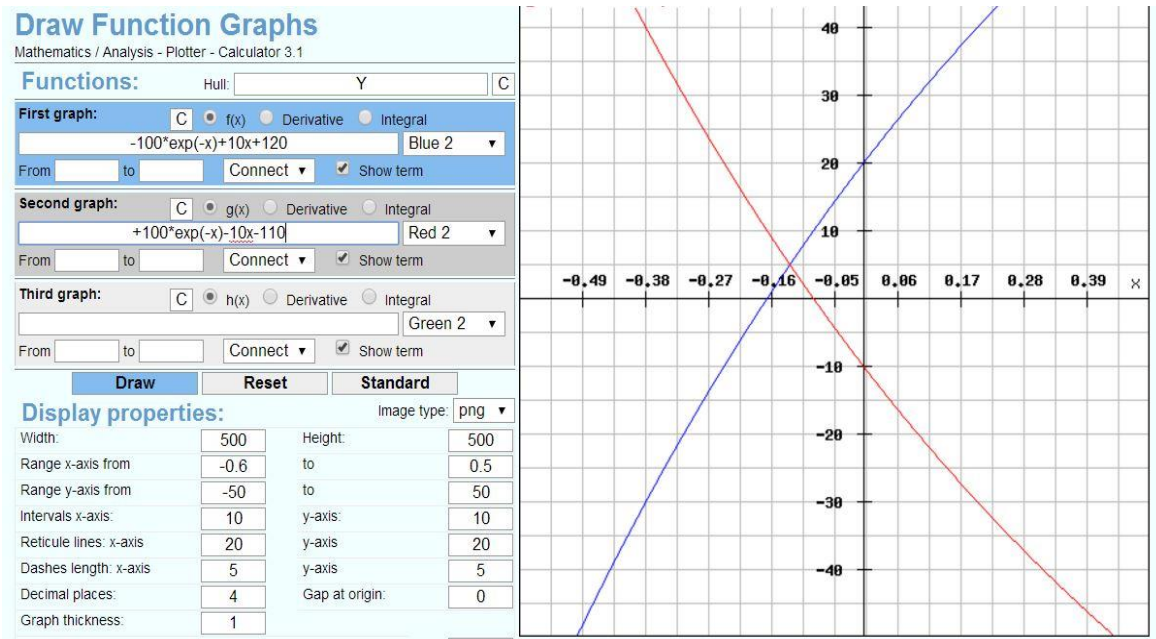 Draw Function Graphs
Mathematics / Analysis - Plotter - Calculator 3.1
Functions: Hull: Y C
First graph: C f(x) Derivative Integral
-100*exp(-x)+10x+120 Blue 2
From to Connect Show term
Second graph: C g(x) Derivative Integral
+100*exp(-x)-10x-110 Red 2
From to Connect Show term
Third graph: C h(x) Derivative Integral
Green 2
From to Connect Show term
Draw Reset Standard
Display properties: Image type: png
Width: 500 Height: 500
Range x-axis from -0.6 to 0.5
Range y-axis from -50 to 50
Intervals x-axis: 10 y-axis: 10
Reticule lines: x-axis 20 y-axis 20
Dashes length: x-axis 5 y-axis 5
Decimal places: 4 Gap at origin: 0
Graph thickness: 1
40
30
20
10
-0.49 -0.38 -0.27 -0.16 -0.05 0.06 0.17 0.28 0.39 x
-10
-20
-30
-40